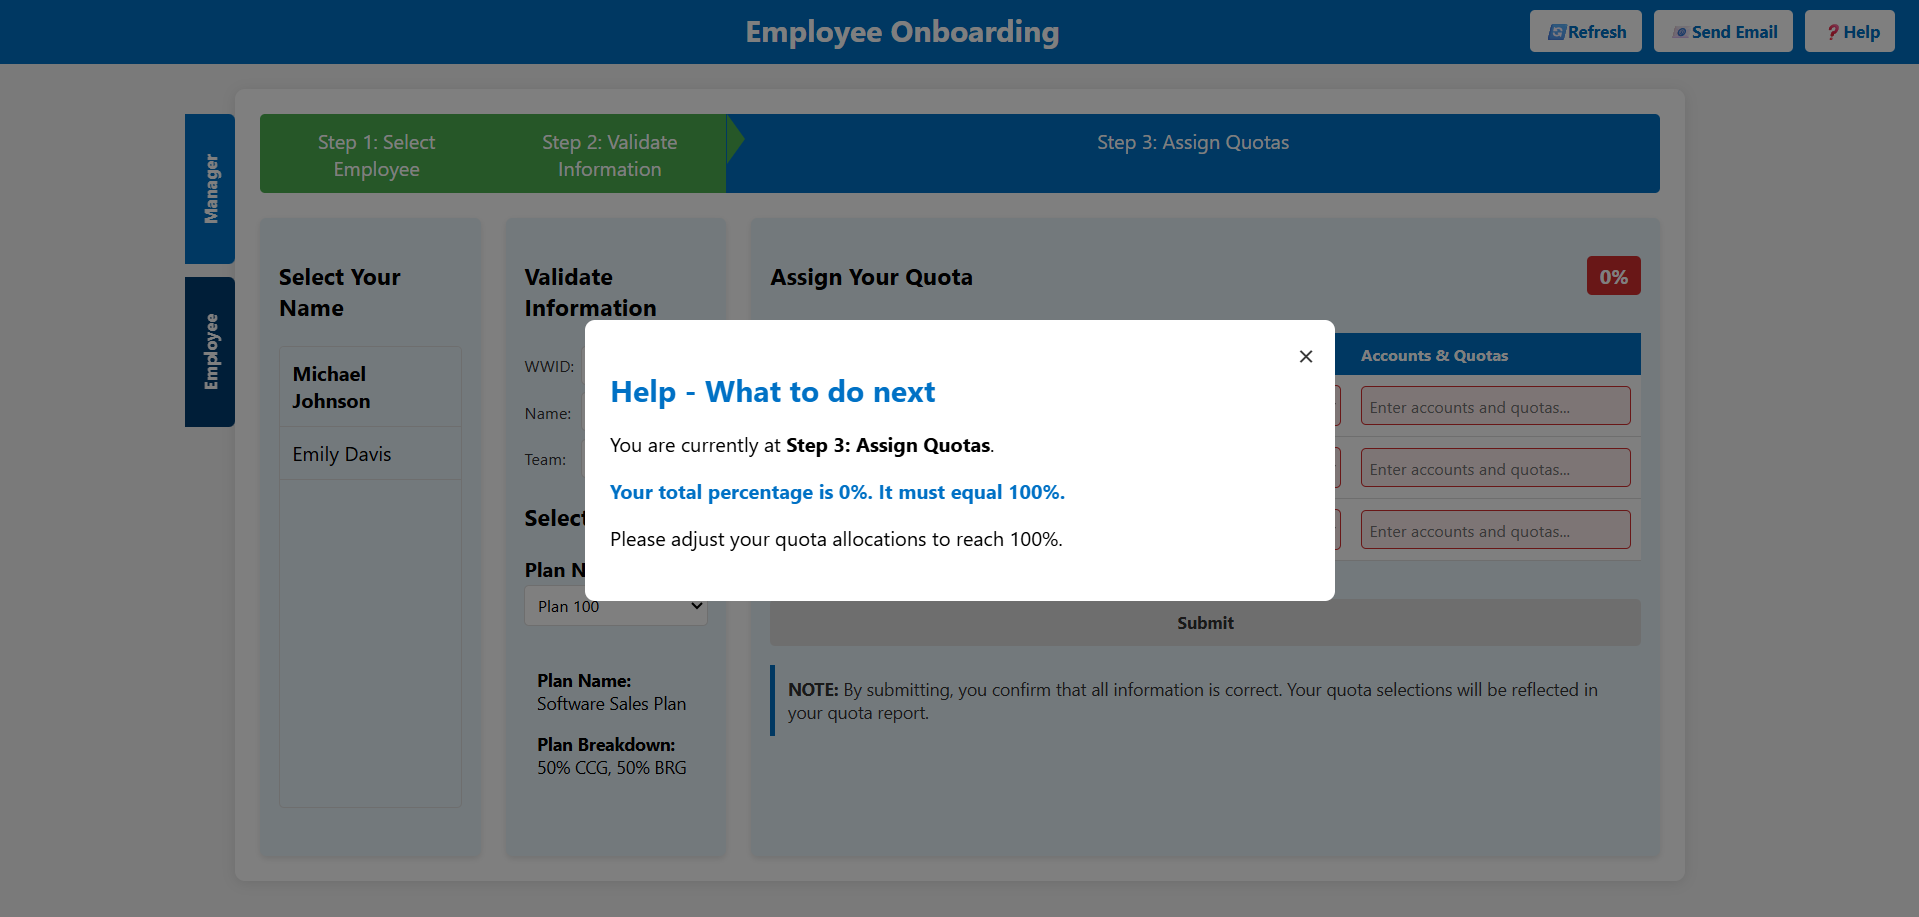 Employee Onboarding
Refresh
Send Email
Help
Manager
Employee
Step 1: Select
Employee
Step 2: Validate
Information
Step 3: Assign Quotas
Select Your
Name
Michael
Johnson
Emily Davis
Validate
Information
WWID:
Name:
Team:
Select
Plan N
Plan 100
Plan Name:
Software Sales Plan
Plan Breakdown:
50% CCG, 50% BRG
Assign Your Quota
0%
Accounts & Quotas
Enter accounts and quotas...
Enter accounts and quotas...
Enter accounts and quotas...
Submit
NOTE: By submitting, you confirm that all information is correct. Your quota selections will be reflected in
your quota report.
×
Help - What to do next
You are currently at Step 3: Assign Quotas.
Your total percentage is 0%. It must equal 100%.
Please adjust your quota allocations to reach 100%.